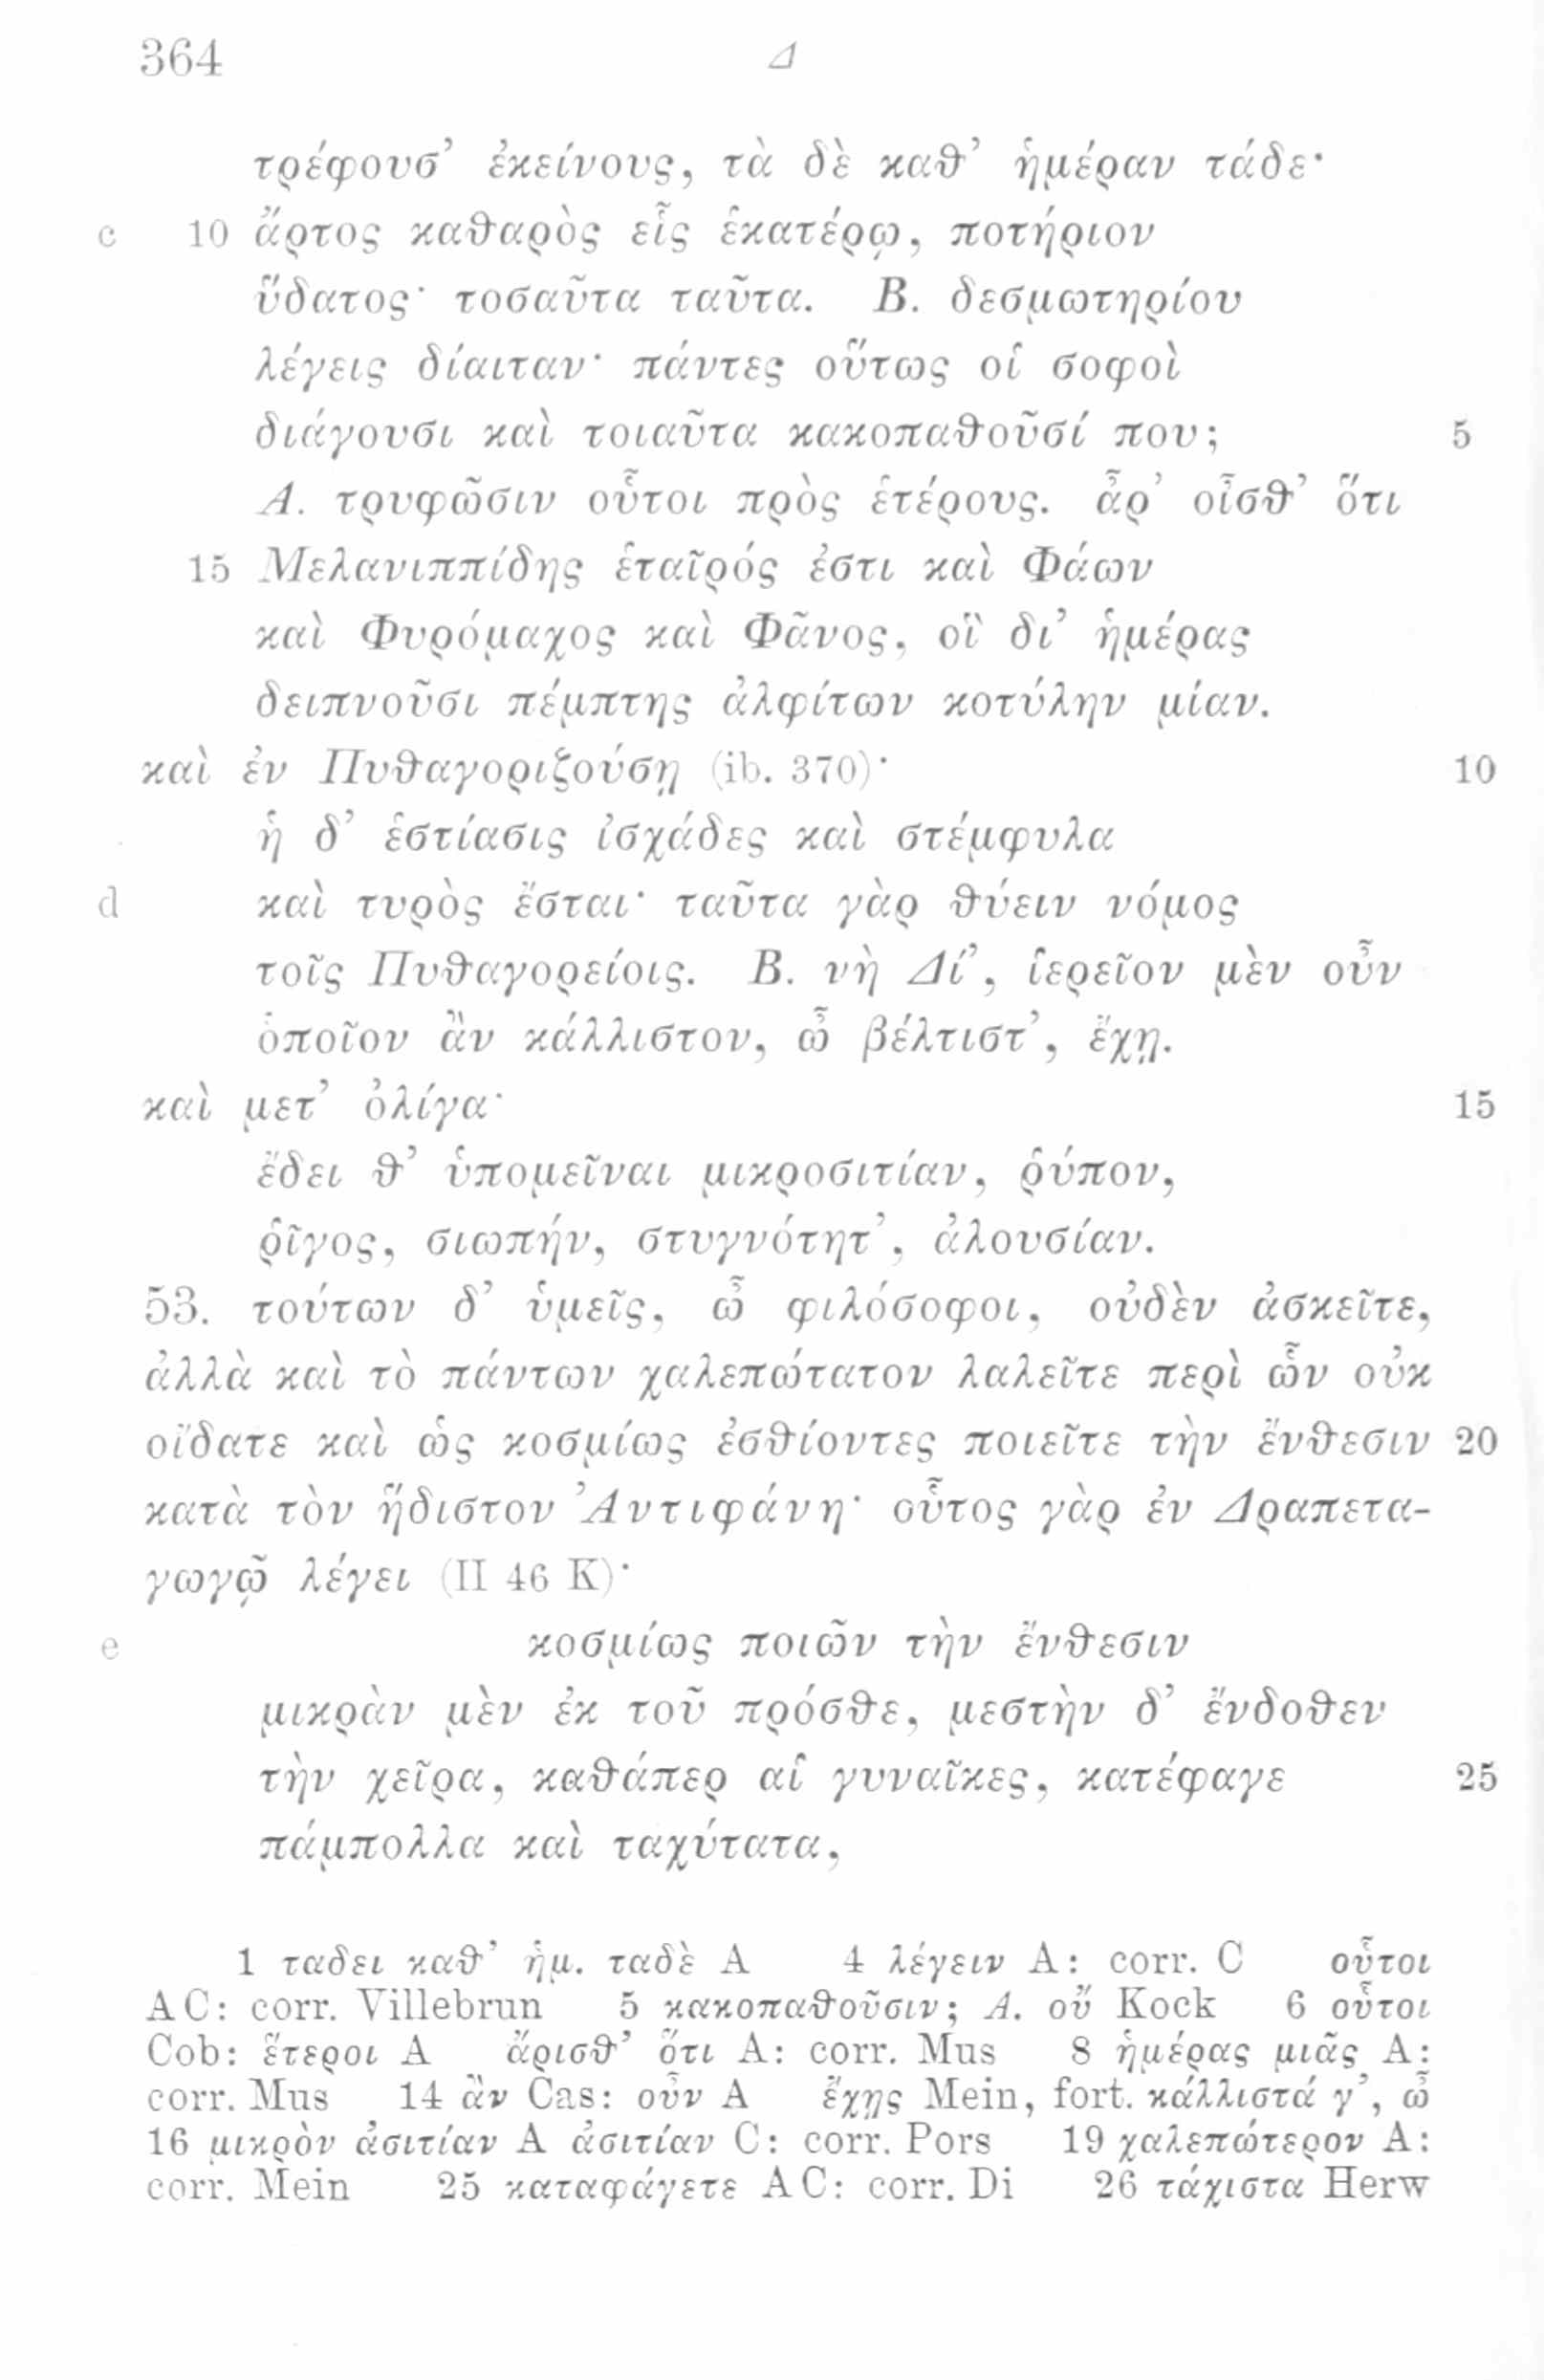 364 Δ
τρέφουσ’ ἐκείνους, τὰ δὲ καθ’ ἡμέραν τάδε·
c 10 ἄρτος καθαρὸς εἷς ἑκατέρῳ, ποτήριον
ὕδατος· τοσαῦτα ταῦτα. Β. δεσμωτηρίου
λέγεις δίαιταν· πάντες οὕτως οἱ σοφοὶ
διάγουσι καὶ τοιαῦτα κακοπαθοῦσί που; 5
Α. τρυφῶσιν οὗτοι πρὸς ἑτέρους. ἆρ’ οἶσθ’ ὅτι
15 Μελανιππίδης ἑταῖρός ἐστι καὶ Φάων
καὶ Φυρόμαχος καὶ Φᾶνος, οἳ δι’ ἡμέρας
δειπνοῦσι πέμπτης ἀλφίτων κοτύλην μίαν.
καὶ ἐν Πυθαγοριζούσῃ (ib. 370)· 10
ἡ δ’ ἑστίασις ἰσχάδες καὶ στέμφυλα
d καὶ τυρὸς ἔσται· ταῦτα γὰρ θύειν νόμος
τοῖς Πυθαγορείοις. Β. νὴ Δί’, ἱερεῖον μὲν οὖν
ὁποῖον ἂν κάλλιστον, ὦ βέλτιστ’, ἔχῃ.
καὶ μετ’ ὀλίγα· 15
ἔδει θ’ ὑπομεῖναι μικροσιτίαν, ῥύπον,
ῥῖγος, σιωπήν, στυγνότητ’, ἀλουσίαν.
53. τούτων δ’ ὑμεῖς, ὦ φιλόσοφοι, οὐδὲν ἀσκεῖτε,
ἀλλὰ καὶ τὸ πάντων χαλεπώτατον λαλεῖτε περὶ ὧν οὐκ
οἴδατε καὶ ὡς κοσμίως ἐσθίοντες ποιεῖτε τὴν ἔνθεσιν 20
κατὰ τὸν ἥδιστον Ἀντιφάνη· οὗτος γὰρ ἐν Δραπετα-
γωγῷ λέγει (II 46 K)·
e κοσμίως ποιῶν τὴν ἔνθεσιν
μικρὰν μὲν ἐκ τοῦ πρόσθε, μεστὴν δ’ ἔνδοθεν
τὴν χεῖρα, καθάπερ αἱ γυναῖκες, κατέφαγε 25
πάμπολλα καὶ ταχύτατα,
1 ταδει καθ’ ἡμ. ταδὲ A 4 λέγειν A: corr. C οὗτοι
AC: corr. Villebrun 5 κακοπαθοῦσιν; Α. οὔ Kock 6 οὗτοι
Cob: ἕτεροι A ἄρισθ’ ὅτι A: corr. Mus 8 ἡμέρας μιᾶς A:
corr. Mus 14 ἂν Cas: οὖν A ἔχῃς Mein, fort. κάλλιστά γ’, ὦ
16 μικρὸν ἀσιτίαν A ἀσιτίαν C: corr. Pors 19 χαλεπώτερον A:
corr. Mein 25 καταφάγετε AC: corr. Di 26 τάχιστα Herw